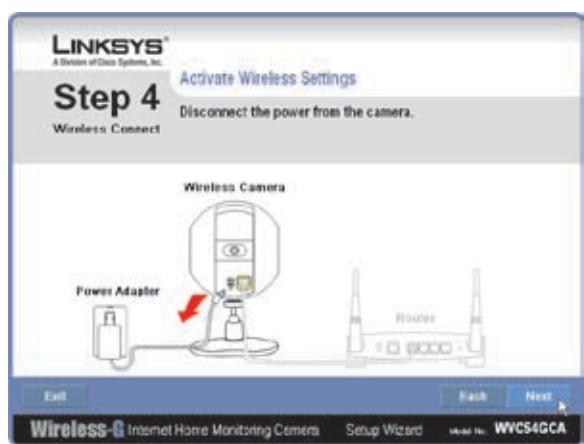 LINKSYS®
A Division of Cisco Systems, Inc.
Step 4
Wireless Connect
Activate Wireless Settings
Disconnect the power from the camera.
Wireless Camera
Power Adapter
Router
Exit
Back
Next
Wireless-G Internet Home Monitoring Camera
Setup Wizard
Model No. WVC54GCA